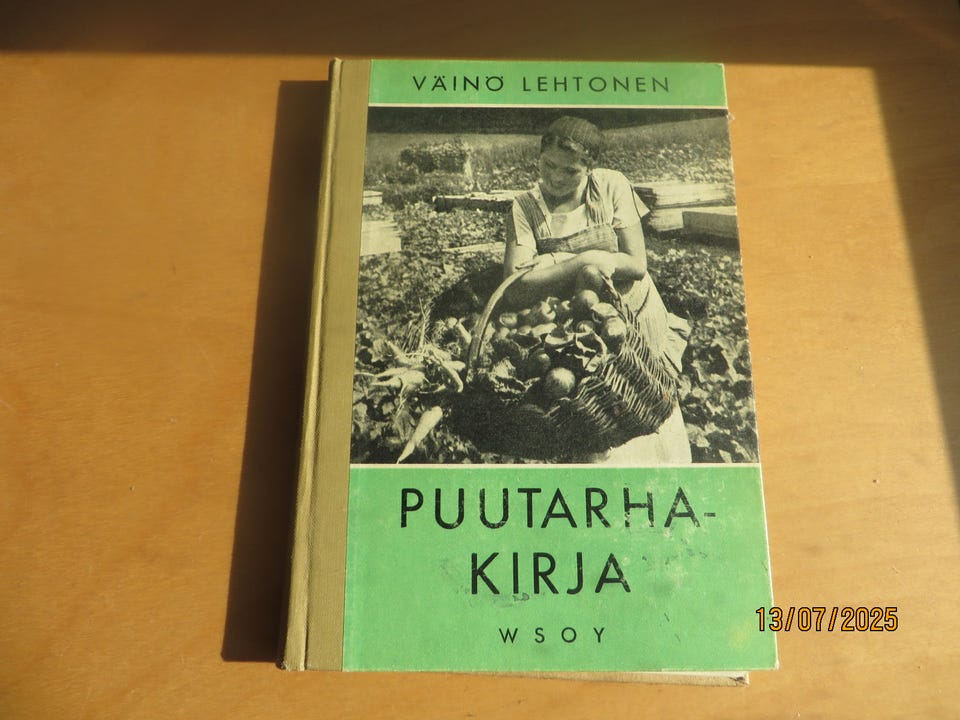 VÄINÖ LEHTONEN
PUUTARHA-
KIRJA
WSOY
13/07/2025